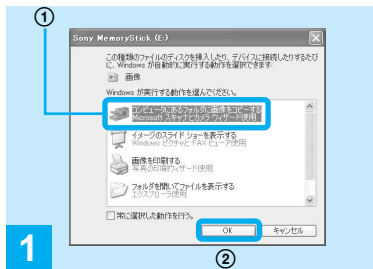 ①
Sony MemoryStick (E:)
この種類のファイルのディスクを挿入したり、デバイスに接続したりするたび
に、Windows が自動的に実行する動作を選択できます:
画像
Windows が実行する動作を選んでください。
コンピュータにあるフォルダに画像をコピーする
Microsoft スキャナとカメラ ウィザード使用
イメージのスライド ショーを表示する
Windows ピクチャと FAX ビューア使用
画像を印刷する
写真の印刷ウィザード使用
フォルダを開いてファイルを表示する
エクスプローラ使用
常に選択した動作を行う。
OK
キャンセル
1
②